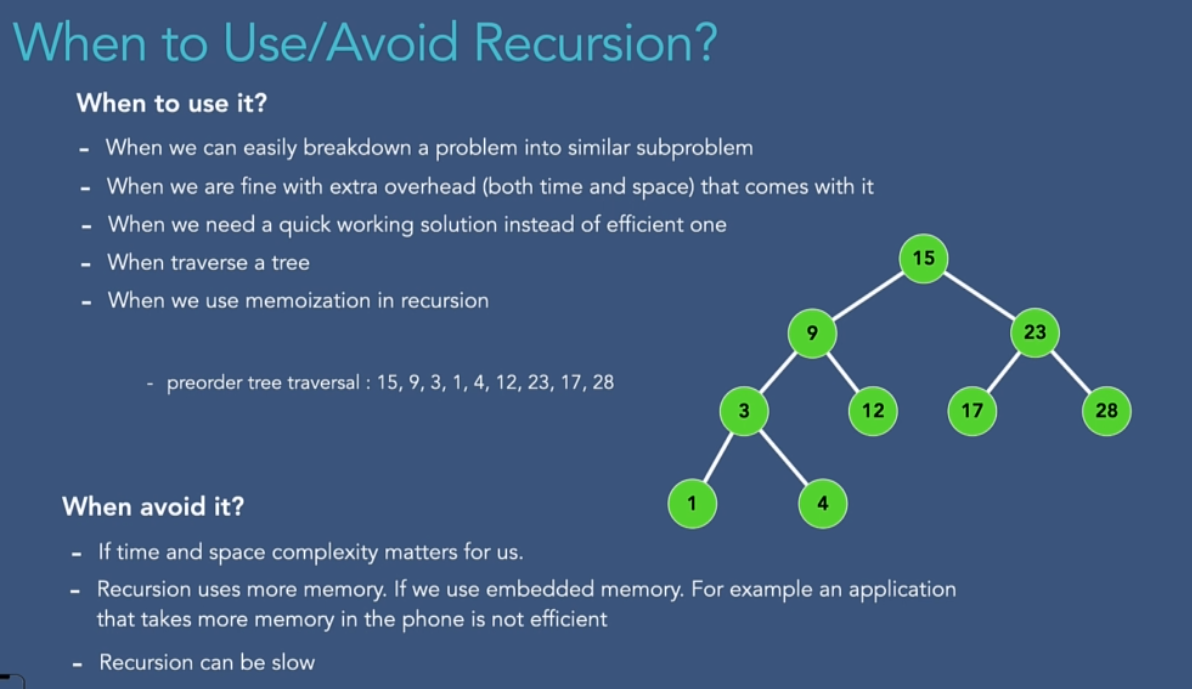 When to Use/Avoid Recursion?
When to use it?
- When we can easily breakdown a problem into similar subproblem
- When we are fine with extra overhead (both time and space) that comes with it
- When we need a quick working solution instead of efficient one
- When traverse a tree
- When we use memoization in recursion
- preorder tree traversal : 15, 9, 3, 1, 4, 12, 23, 17, 28
15
9
23
3
12
17
28
1
4
When avoid it?
- If time and space complexity matters for us.
- Recursion uses more memory. If we use embedded memory. For example an application
that takes more memory in the phone is not efficient
- Recursion can be slow